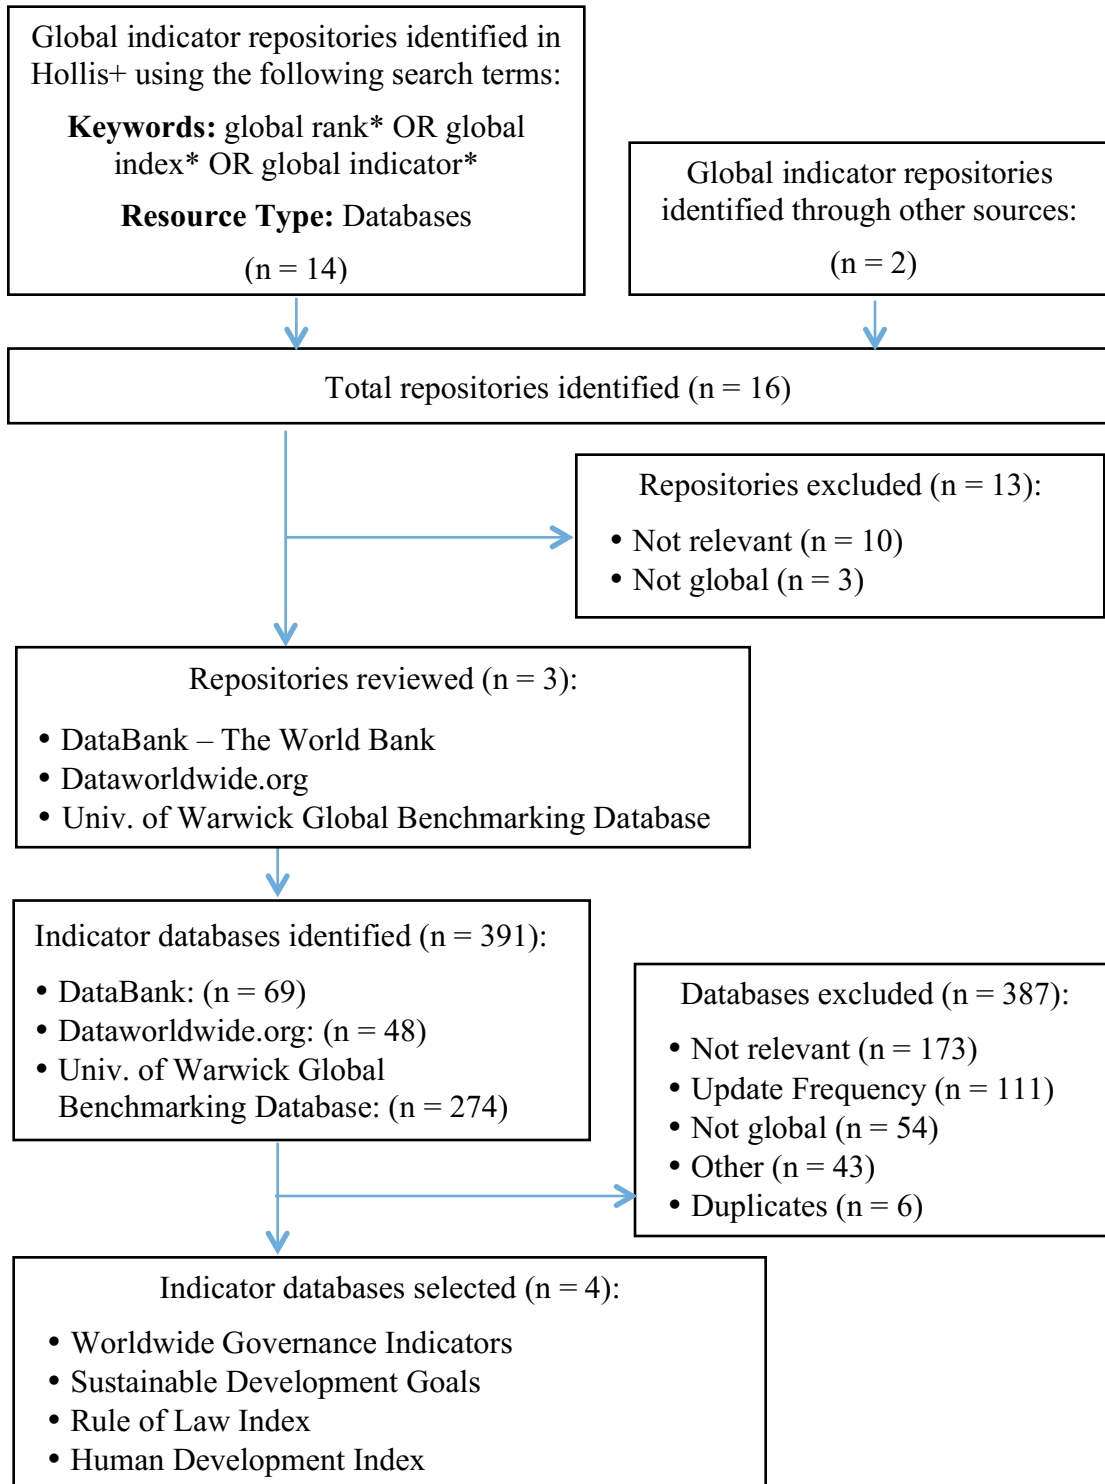 Global indicator repositories identified in
Hollis+ using the following search terms:
Keywords: global rank* OR global
index* OR global indicator*
Resource Type: Databases
(n = 14)
Global indicator repositories
identified through other sources:
(n = 2)
Total repositories identified (n = 16)
Repositories excluded (n = 13):
• Not relevant (n = 10)
• Not global (n = 3)
Repositories reviewed (n = 3):
• DataBank – The World Bank
• Dataworldwide.org
• Univ. of Warwick Global Benchmarking Database
Indicator databases identified (n = 391):
• DataBank: (n = 69)
• Dataworldwide.org: (n = 48)
• Univ. of Warwick Global
Benchmarking Database: (n = 274)
Databases excluded (n = 387):
• Not relevant (n = 173)
• Update Frequency (n = 111)
• Not global (n = 54)
• Other (n = 43)
• Duplicates (n = 6)
Indicator databases selected (n = 4):
• Worldwide Governance Indicators
• Sustainable Development Goals
• Rule of Law Index
• Human Development Index